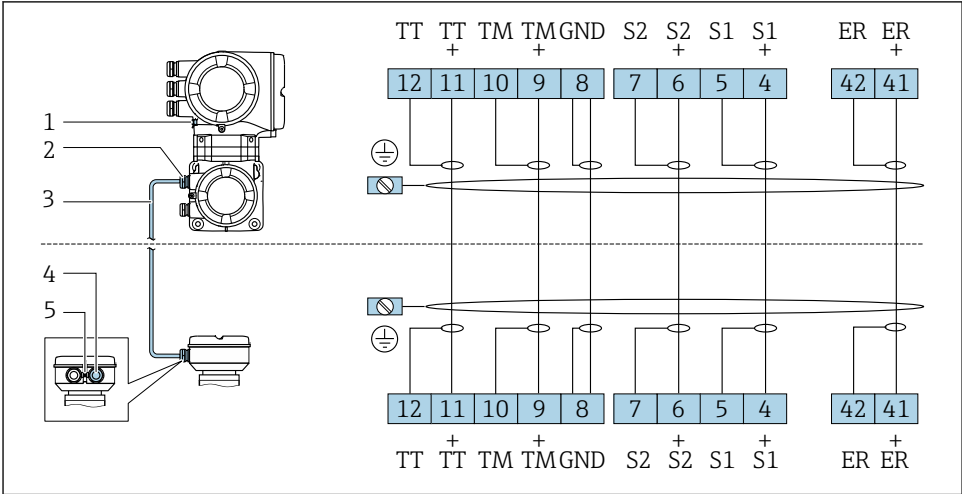 TT TT TM TM GND S2 S2 S1 S1 ER ER
+ + + + +
12 11 10 9 8 7 6 5 4 42 41
1
2
3
4
5
12 11 10 9 8 7 6 5 4 42 41
+ + + + +
TT TT TM TM GND S2 S2 S1 S1 ER ER